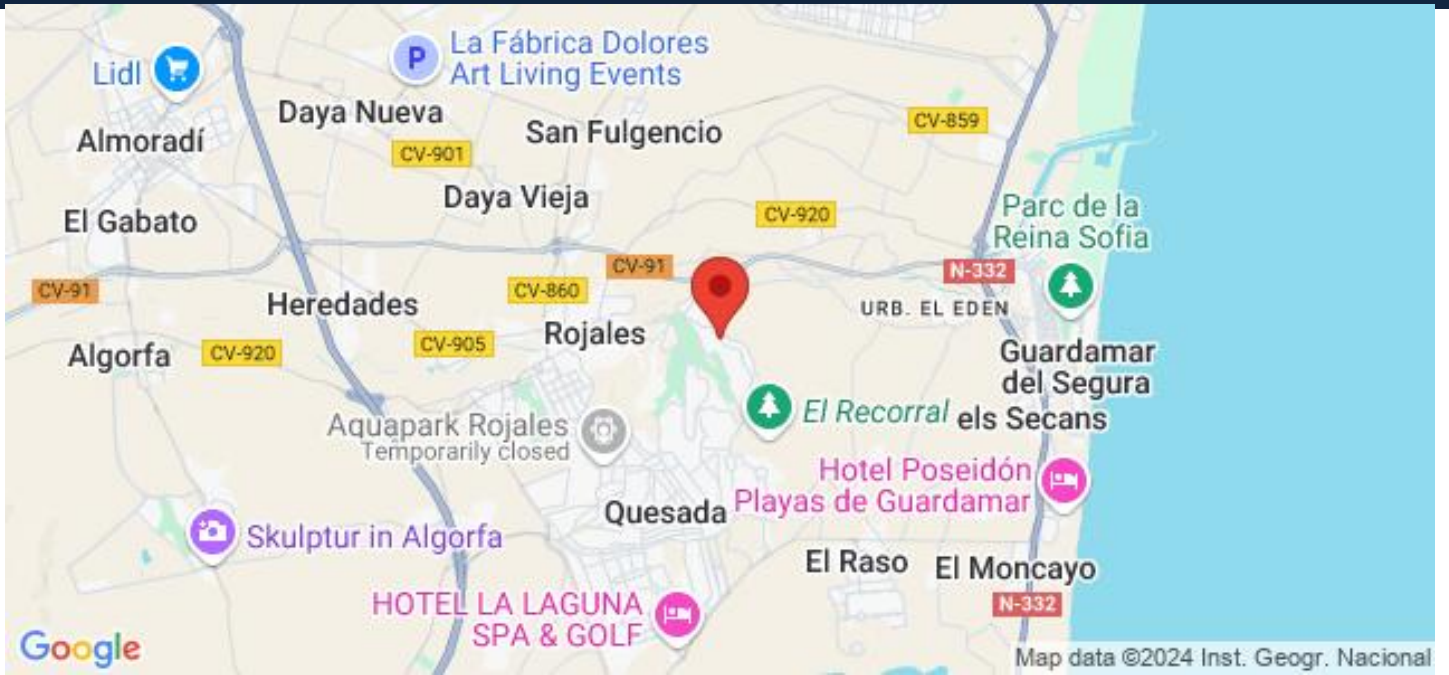 La Fábrica Dolores
Art Living Events
P
Lidl
Daya Nueva
San Fulgencio
CV-859
Almoradí
CV-901
Daya Vieja
Parc de la
Reina Sofia
El Gabato
CV-920
CV-91
N-332
CV-91
CV-860
Heredades
URB. EL EDEN
Rojales
Algorfa
CV-920
CV-905
Guardamar
del Segura
El Recorral
els Secans
Aquapark Rojales
Temporarily closed
Hotel Poseidón
Playas de Guardamar
Quesada
Skulptur in Algorfa
El Raso
El Moncayo
HOTEL LA LAGUNA
SPA & GOLF
N-332
Google
Map data ©2024 Inst. Geogr. Nacional